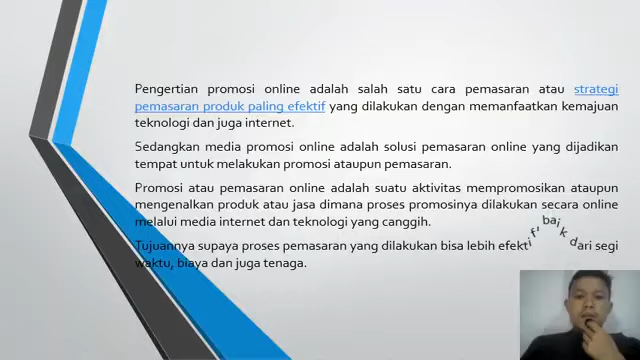 Pengertian promosi online adalah salah satu cara pemasaran atau strategi
pemasaran produk paling efektif yang dilakukan dengan memanfaatkan kemajuan
teknologi dan juga internet.
Sedangkan media promosi online adalah solusi pemasaran online yang dijadikan
tempat untuk melakukan promosi ataupun pemasaran.
Promosi atau pemasaran online adalah suatu aktivitas mempromosikan ataupun
mengenalkan produk atau jasa dimana proses promosinya dilakukan secara online
melalui media internet dan teknologi yang canggih.
Tujuannya supaya proses pemasaran yang dilakukan bisa lebih efektif' baik dari segi
waktu, biaya dan juga tenaga.